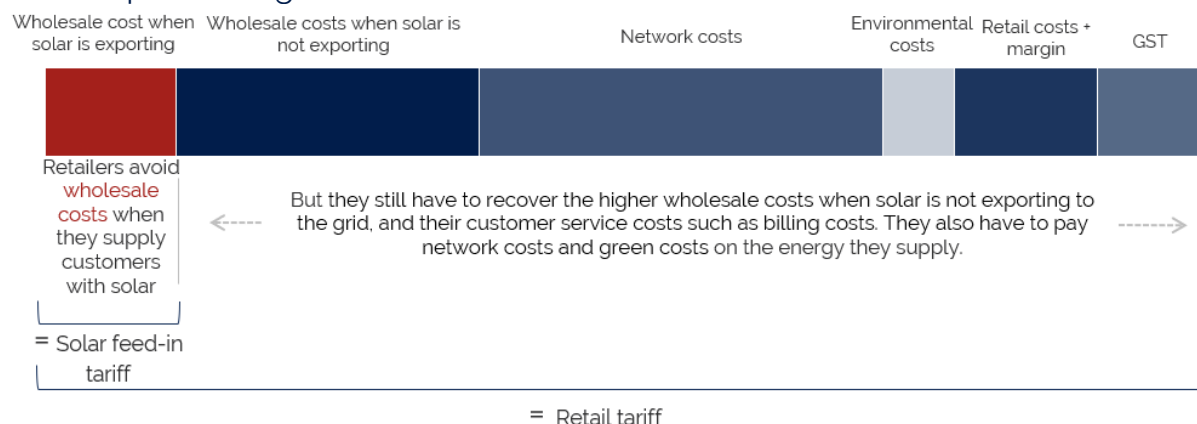 Wholesale cost when
solar is exporting
Wholesale costs when solar is
not exporting
Network costs
Environmental
costs
Retail costs +
margin
GST
Retailers avoid
wholesale
costs when
they supply
customers
with solar
But they still have to recover the higher wholesale costs when solar is not exporting to
the grid, and their customer service costs such as billing costs. They also have to pay
network costs and green costs on the energy they supply.
= Solar feed-in
tariff
= Retail tariff